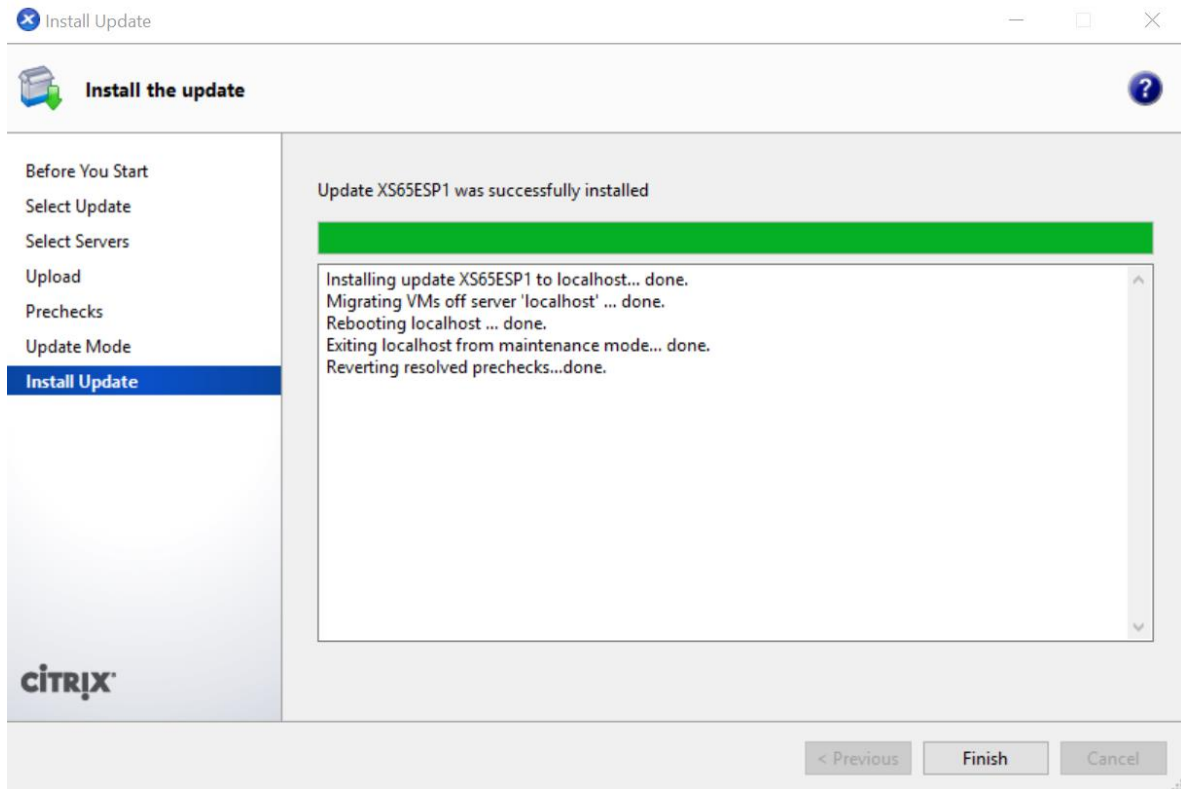 Install Update
Install the update
?
Before You Start
Select Update
Select Servers
Upload
Prechecks
Update Mode
Install Update
Update XS65ESP1 was successfully installed
Installing update XS65ESP1 to localhost... done.
Migrating VMs off server 'localhost' ... done.
Rebooting localhost ... done.
Exiting localhost from maintenance mode... done.
Reverting resolved prechecks...done.
CITRIX
< Previous
Finish
Cancel